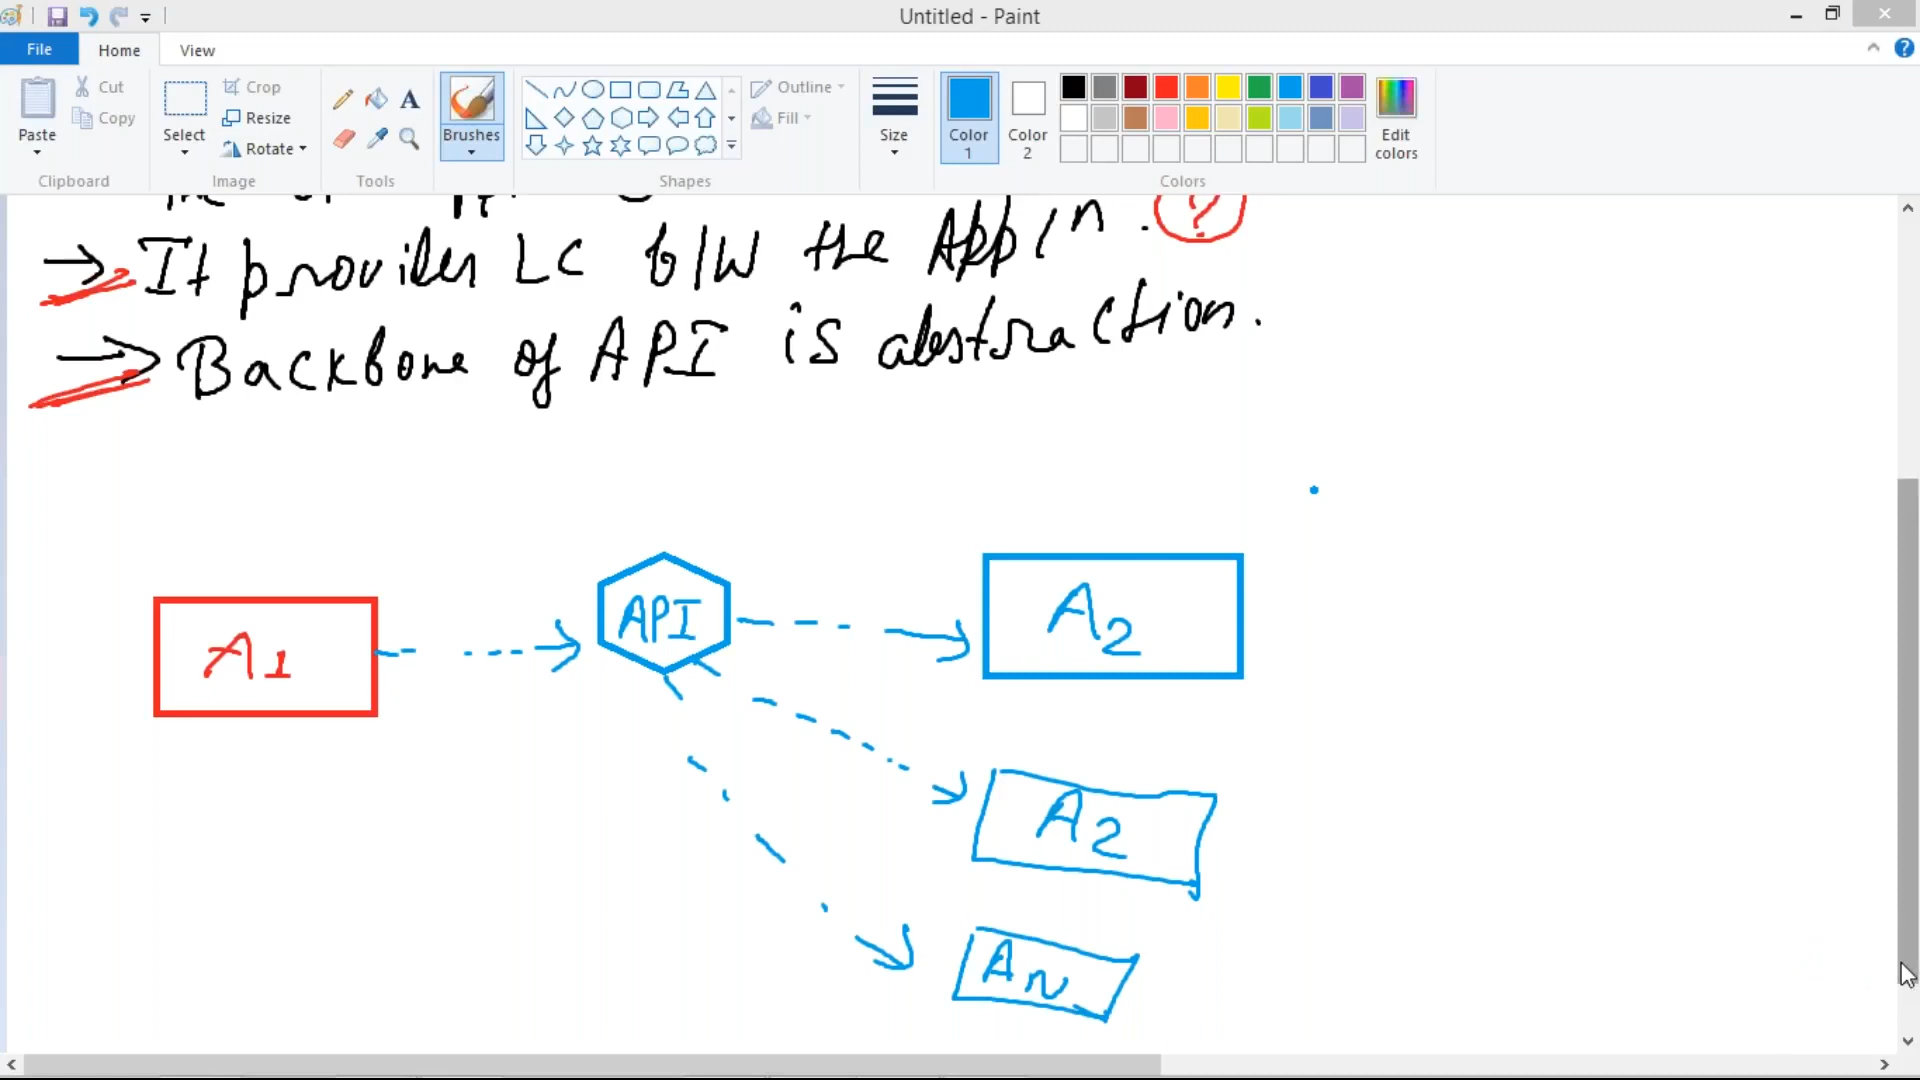 Untitled - Paint
File Home View
Paste
Cut
Copy
Clipboard
Select
Crop
Resize
Rotate
Image
A
Tools
Brushes
Shapes
Outline
Fill
Size
Color 1
Color 2
Edit colors
Colors
?
→ It provides LC b/w the App/n.
→ Backbone of API is abstraction.
A1
API
A2
A2
AN